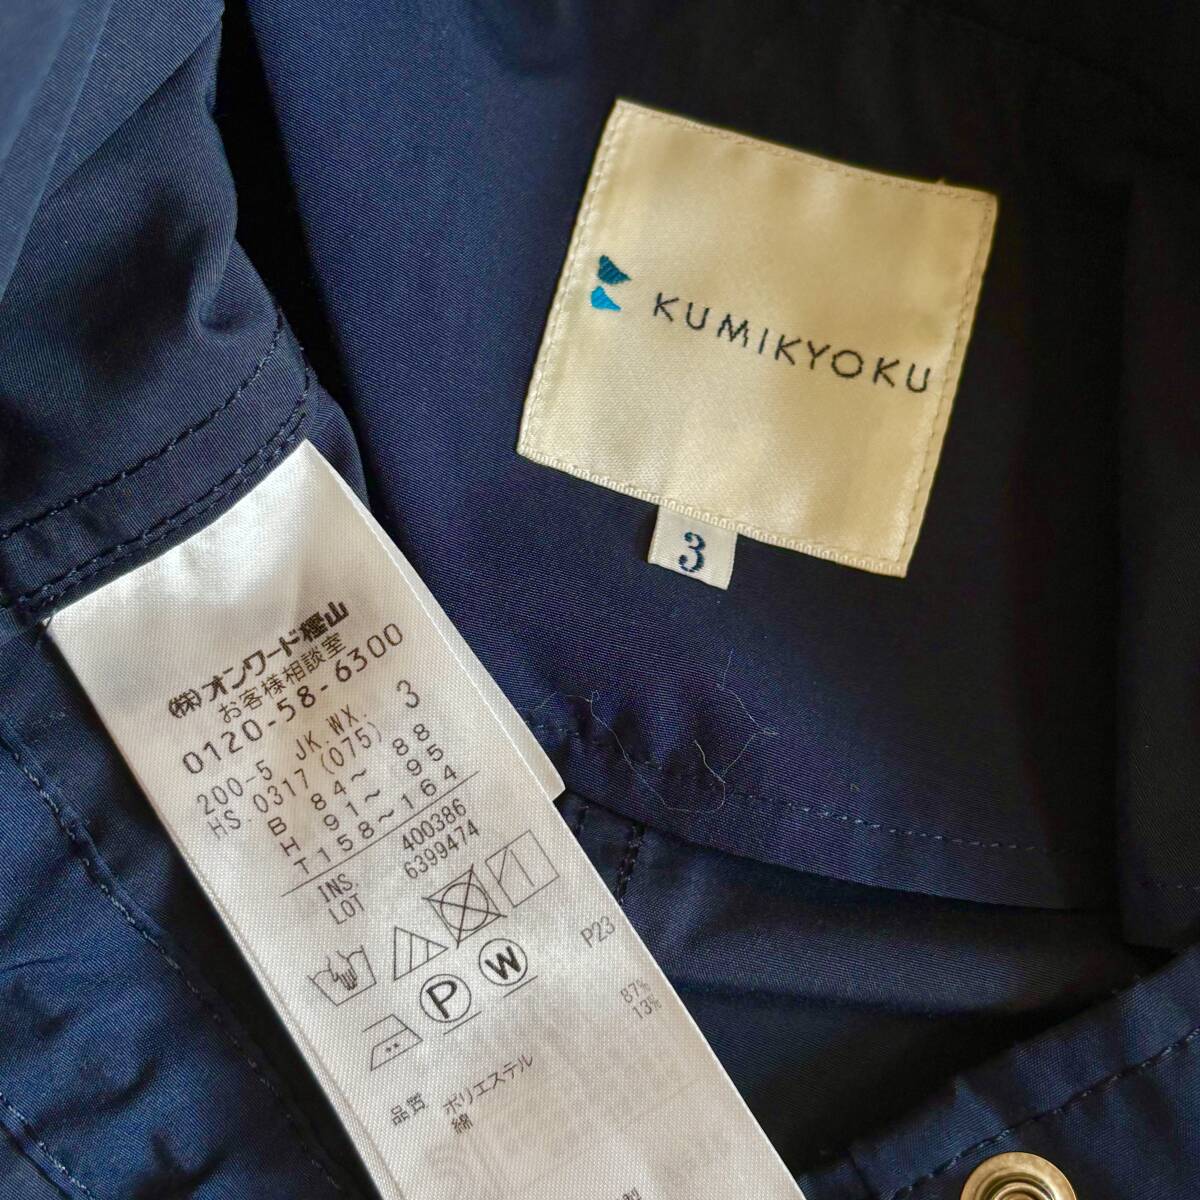 KUMIKYOKU
3
㈱オンワード樫山
お客様相談室
0120-58-6300
200-5 JK.WX. 3
HS.0317(075)
B 84～ 88
H 91～ 95
T158～164
INS. 400386
LOT 6399474
P
W
P23
品質 ポリエステル 87%
綿 13%